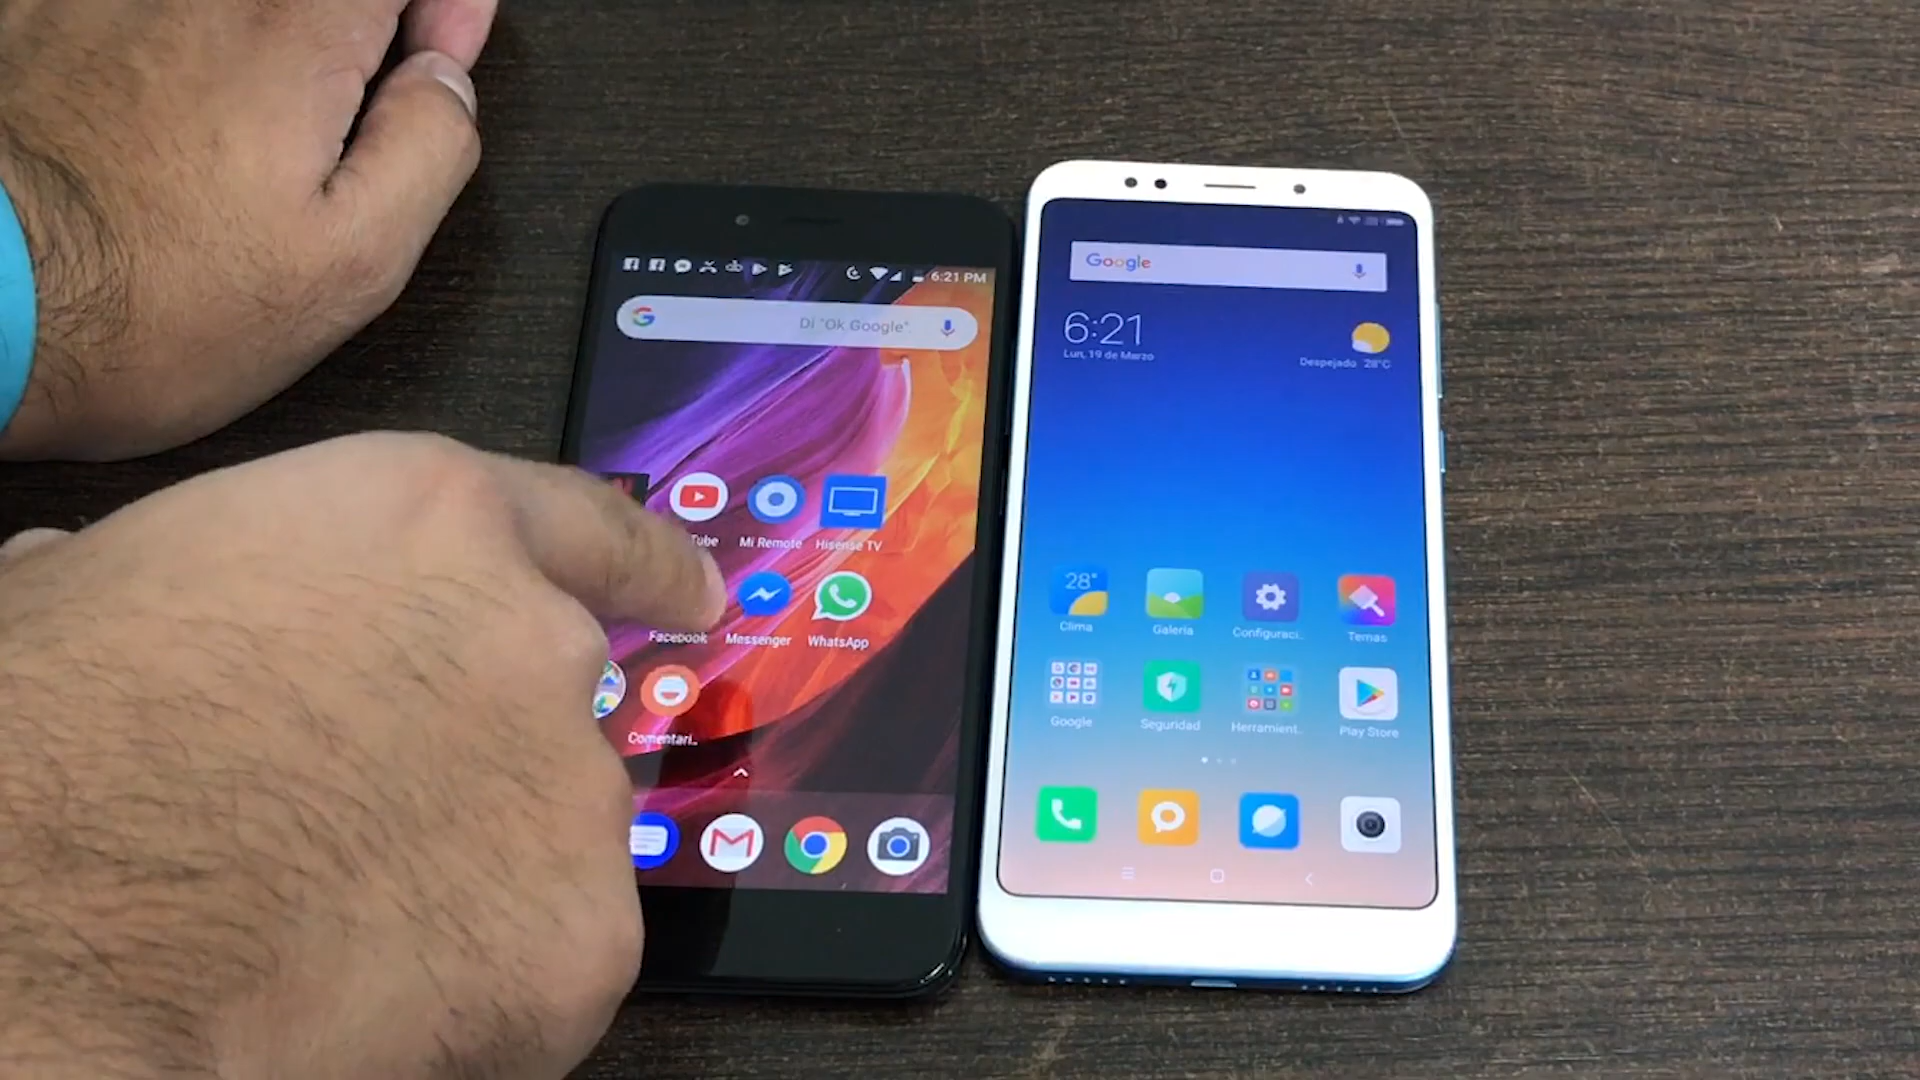 6:21 PM
Di "Ok Google".
Tube
Mi Remote
Hisense TV
Facebook
Messenger
WhatsApp
Comentari..
Google
6:21
Lun, 19 de Marzo
Despejado 28°C
28°
Clima
Galería
Configuraci..
Temas
Google
Seguridad
Herramient..
Play Store